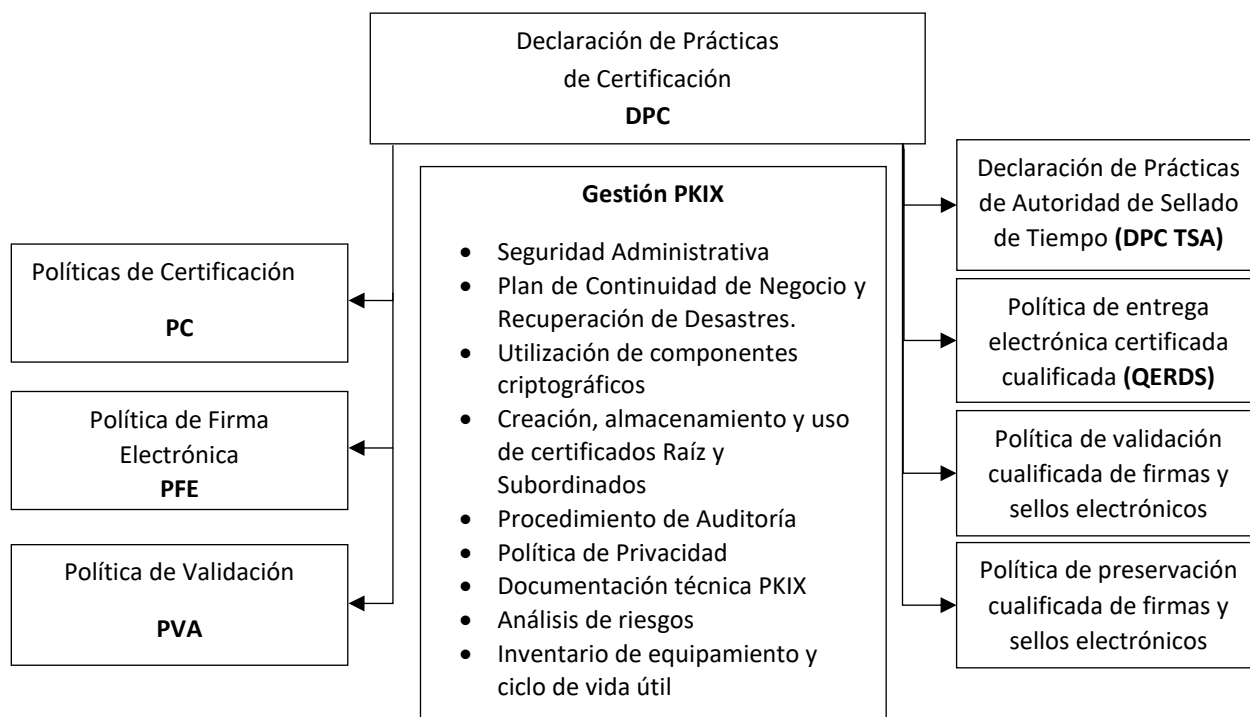 Declaración de Prácticas
de Certificación
DPC
Políticas de Certificación
PC
Política de Firma
Electrónica
PFE
Política de Validación
PVA
Gestión PKIX
• Seguridad Administrativa
• Plan de Continuidad de Negocio y
Recuperación de Desastres.
• Utilización de componentes
criptográficos
• Creación, almacenamiento y uso
de certificados Raíz y
Subordinados
• Procedimiento de Auditoría
• Política de Privacidad
• Documentación técnica PKIX
• Análisis de riesgos
• Inventario de equipamiento y
ciclo de vida útil
Declaración de Prácticas
de Autoridad de Sellado
de Tiempo (DPC TSA)
Política de entrega
electrónica certificada
cualificada (QERDS)
Política de validación
cualificada de firmas y
sellos electrónicos
Política de preservación
cualificada de firmas y
sellos electrónicos